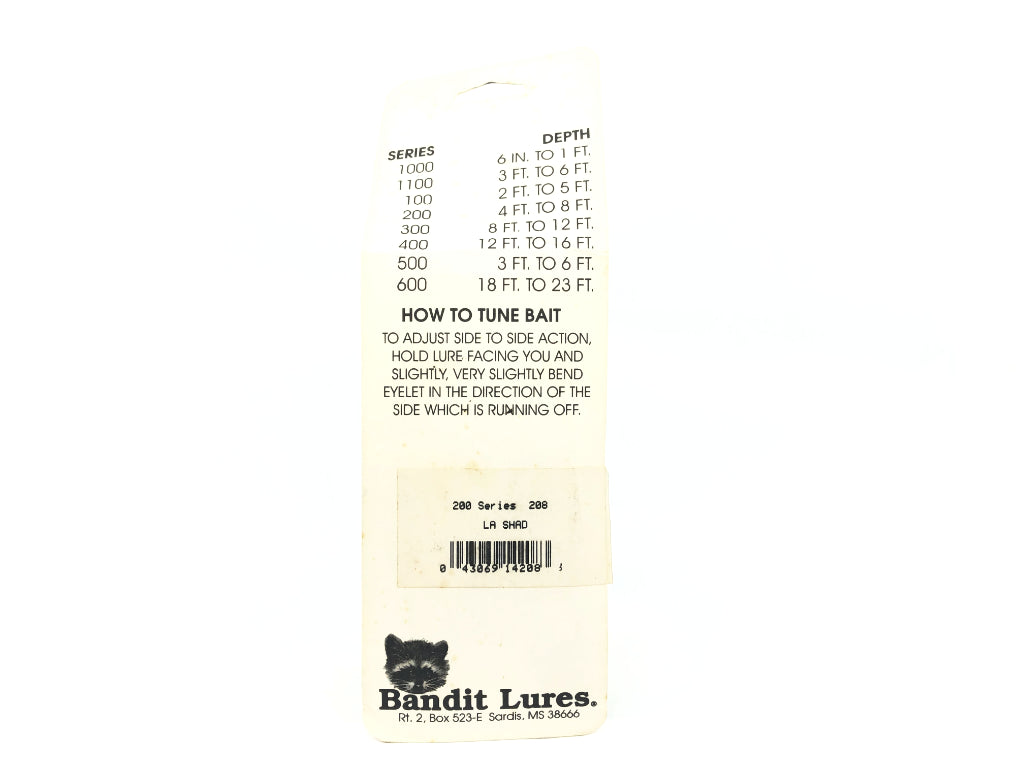 SERIES DEPTH
1000 6 IN. TO 1 FT.
1100 3 FT. TO 6 FT.
100 2 FT. TO 5 FT.
200 4 FT. TO 8 FT.
300 8 FT. TO 12 FT.
400 12 FT. TO 16 FT.
500 3 FT. TO 6 FT.
600 18 FT. TO 23 FT.
HOW TO TUNE BAIT
TO ADJUST SIDE TO SIDE ACTION,
HOLD LURE FACING YOU AND
SLIGHTLY, VERY SLIGHTLY BEND
EYELET IN THE DIRECTION OF THE
SIDE WHICH IS RUNNING OFF.
200 Series 208
LA SHAD
0 43069 14208 3
Bandit Lures®
Rt. 2, Box 523-E Sardis, MS 38666